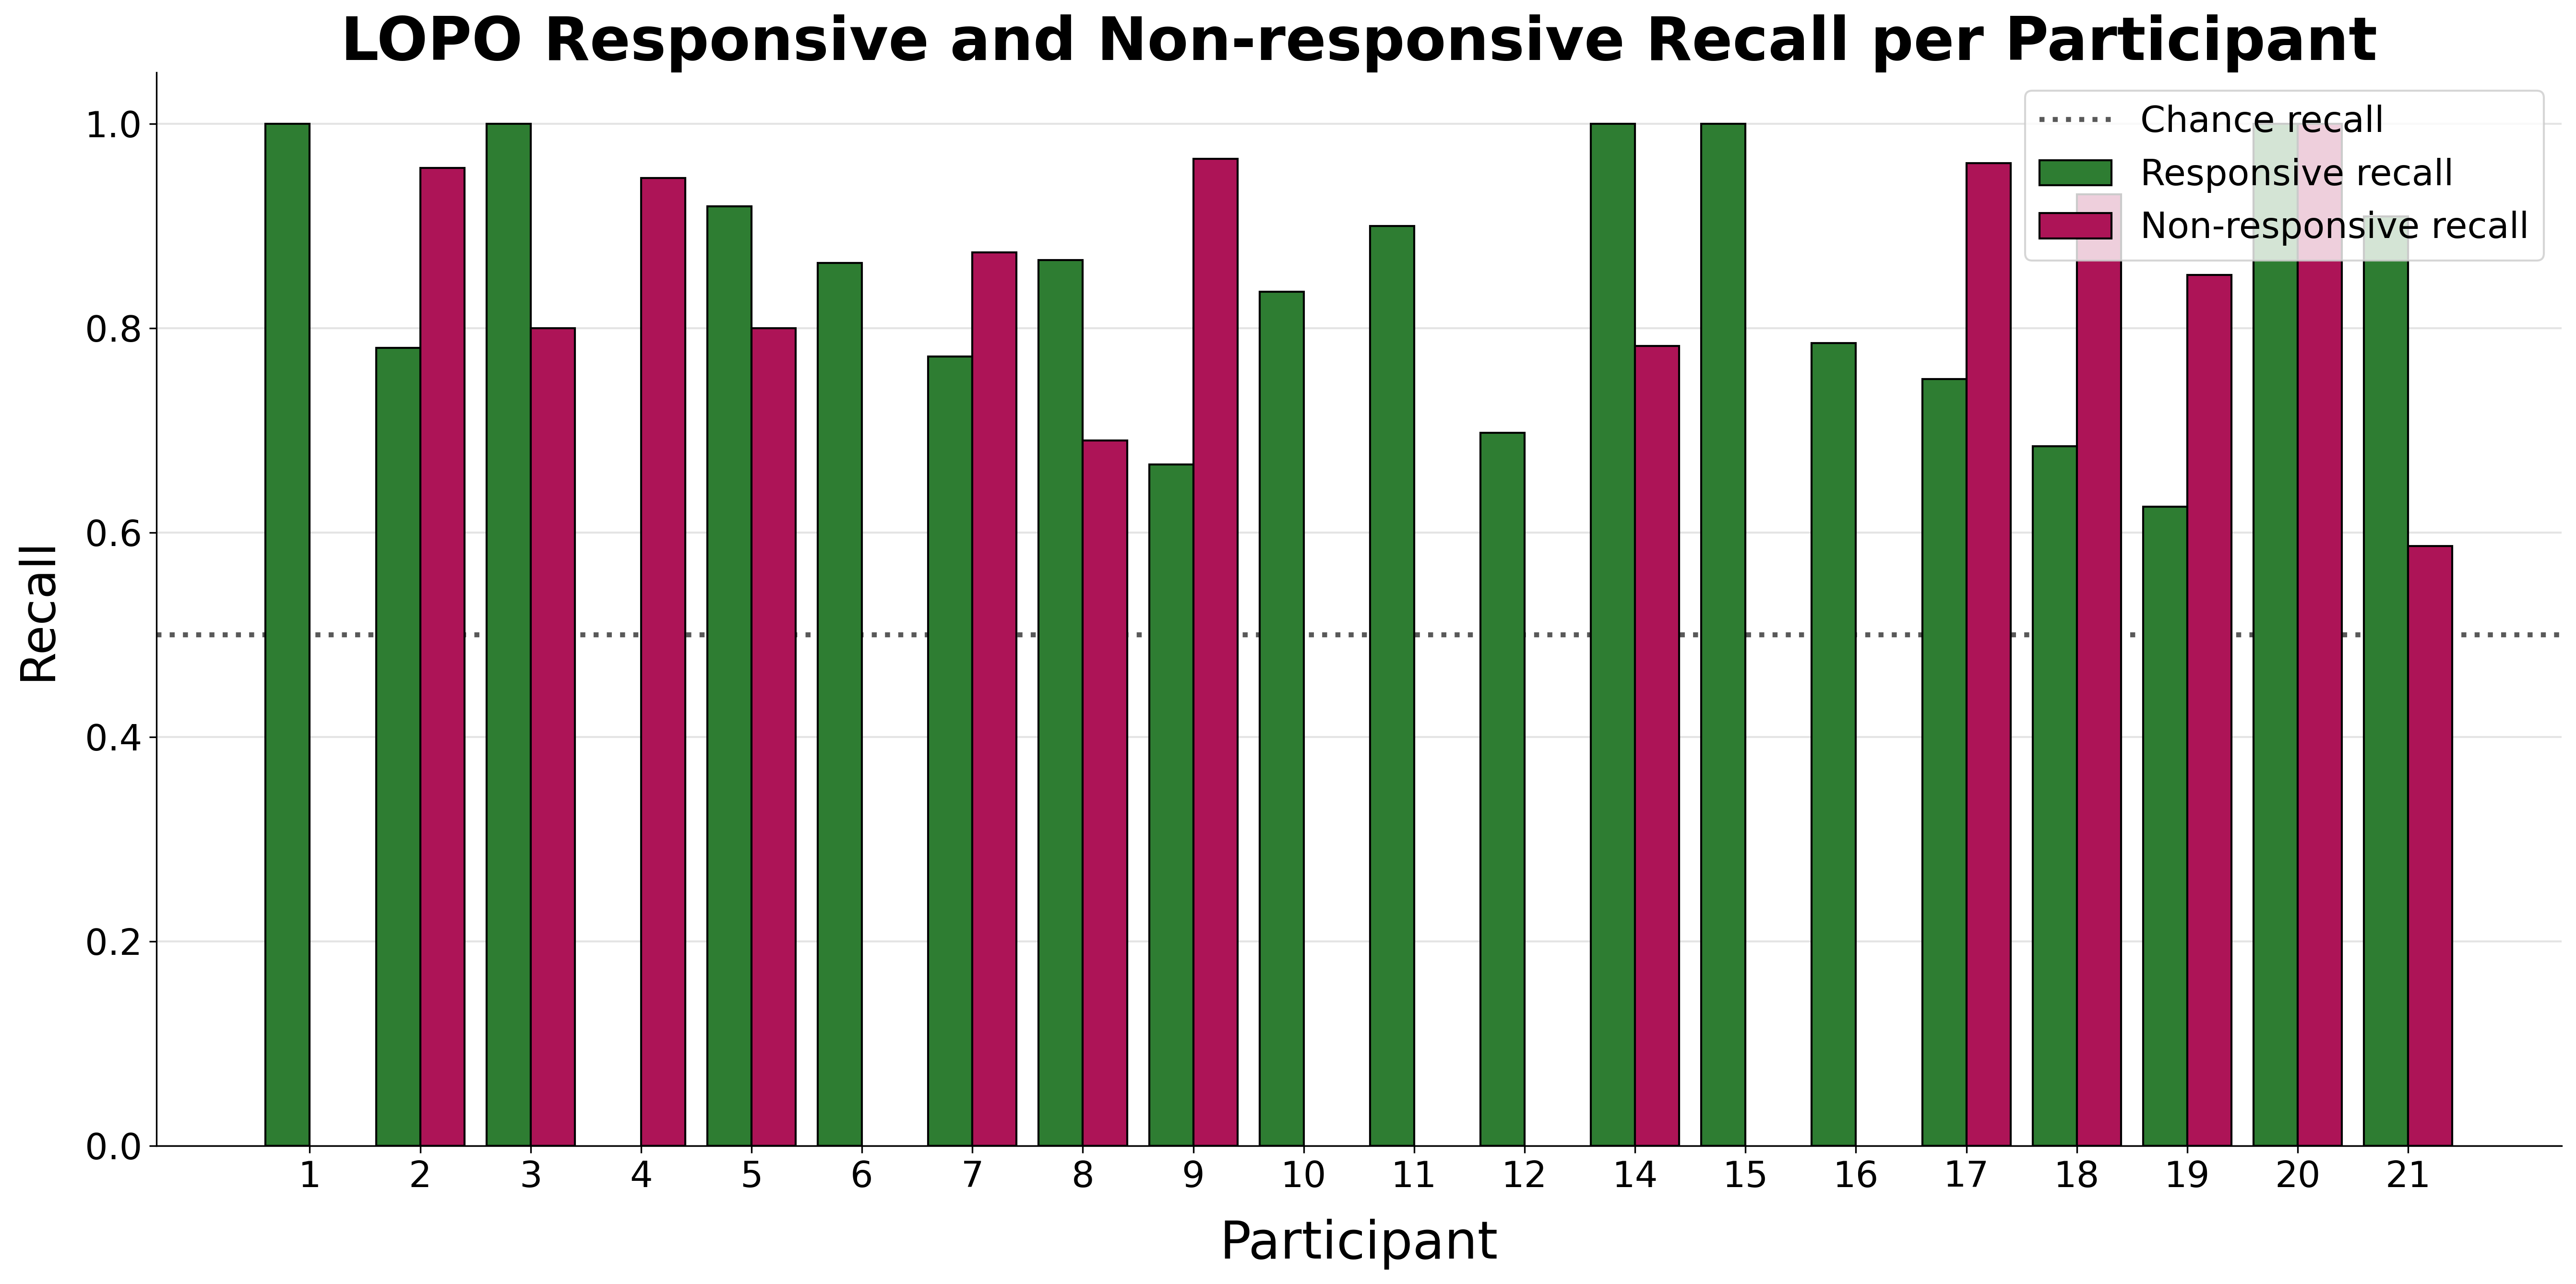 LOPO Responsive and Non-responsive Recall per Participant
Chance recall
Responsive recall
Non-responsive recall
Recall
1.0
0.8
0.6
0.4
0.2
0.0
1 2 3 4 5 6 7 8 9 10 11 12 14 15 16 17 18 19 20 21
Participant